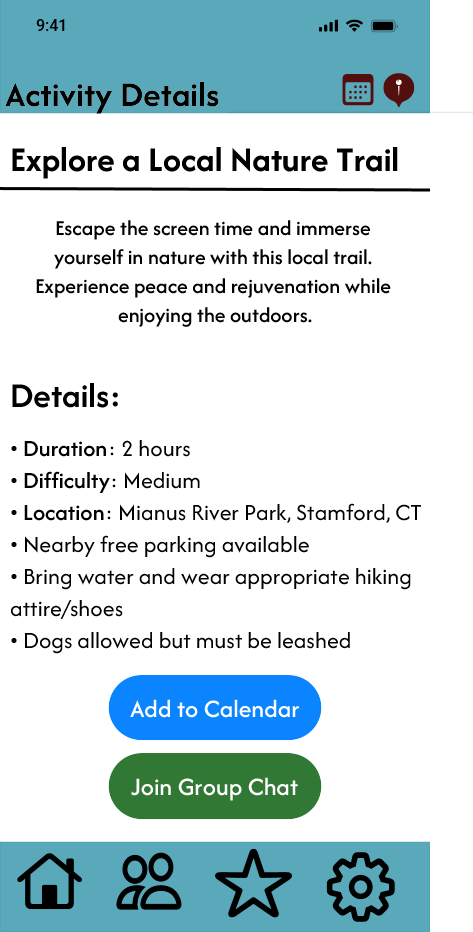 9:41
Activity Details
Explore a Local Nature Trail
Escape the screen time and immerse
yourself in nature with this local trail.
Experience peace and rejuvenation while
enjoying the outdoors.
Details:
• Duration: 2 hours
• Difficulty: Medium
• Location: Mianus River Park, Stamford, CT
• Nearby free parking available
• Bring water and wear appropriate hiking
attire/shoes
• Dogs allowed but must be leashed
Add to Calendar
Join Group Chat